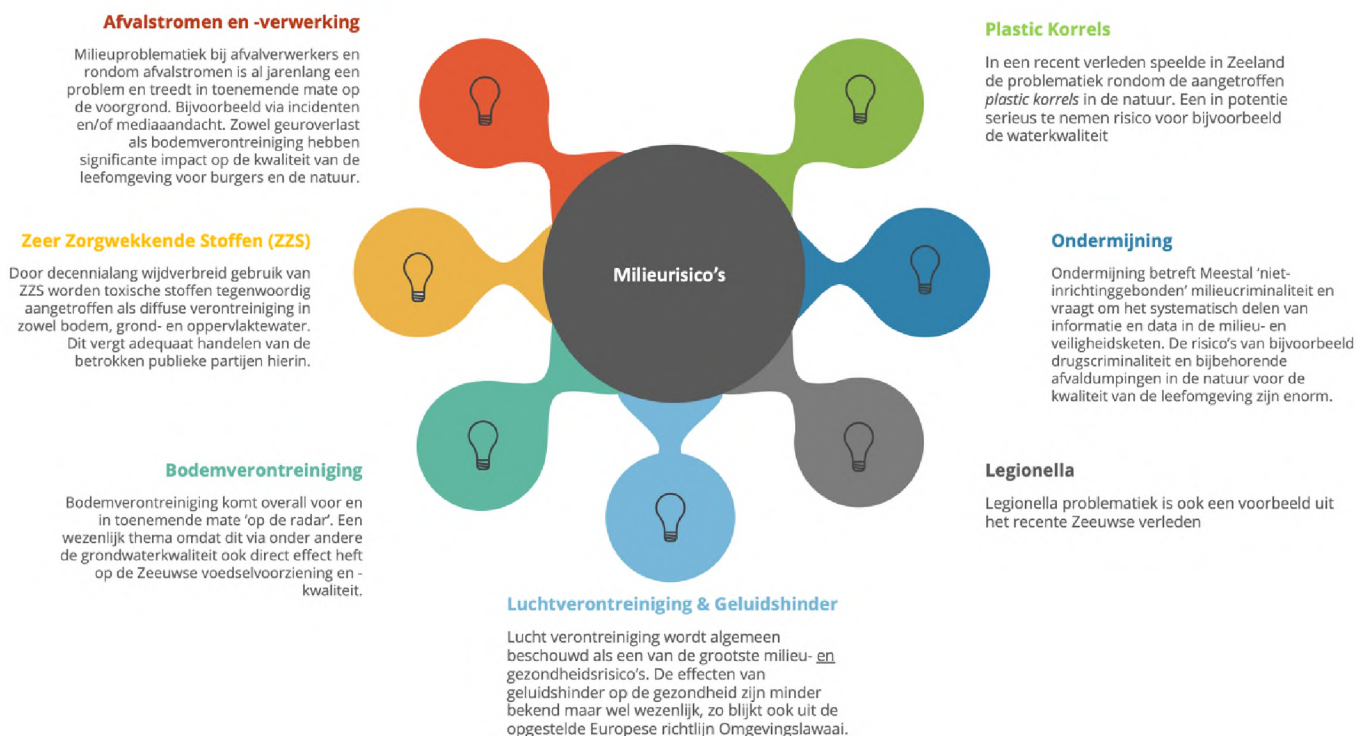 Afvalstromen en -verwerking
Milieuproblematiek bij afvalverwerkers en
rondom afvalstromen is al jarenlang een
probleem en treedt in toenemende mate op
de voorgrond. Bijvoorbeeld via incidenten
en/of mediaaandacht. Zowel geuroverlast
als bodemverontreiniging hebben
significante impact op de kwaliteit van de
leefomgeving voor burgers en de natuur.
Zeer Zorgwekkende Stoffen (ZZS)
Door decennialang wijdverbreid gebruik van
ZZS worden toxische stoffen tegenwoordig
aangetroffen als diffuse verontreiniging in
zowel bodem, grond- en oppervlaktewater.
Dit vergt adequaat handelen van de
betrokken publieke partijen hierin.
Bodemverontreiniging
Bodemverontreiniging komt overall voor en
in toenemende mate ‘op de radar’. Een
wezenlijk thema omdat dit via onder andere
de grondwaterkwaliteit ook direct effect heft
op de Zeeuwse voedselvoorziening en -
kwaliteit.
Milieurisico’s
Luchtverontreiniging & Geluidshinder
Lucht verontreiniging wordt algemeen
beschouwd als een van de grootste milieu- en
gezondheidsrisico’s. De effecten van
geluidshinder op de gezondheid zijn minder
bekend maar wel wezenlijk, zo blijkt ook uit de
opgestelde Europese richtlijn Omgevingslawaai.
Plastic Korrels
In een recent verleden speelde in Zeeland
de problematiek rondom de aangetroffen
plastic korrels in de natuur. Een in potentie
serieus te nemen risico voor bijvoorbeeld
de waterkwaliteit
Ondermijning
Ondermijning betreft Meestal ‘niet-
inrichtinggebonden’ milieucriminaliteit en
vraagt om het systematisch delen van
informatie en data in de milieu- en
veiligheidsketen. De risico’s van bijvoorbeeld
drugscriminaliteit en bijbehorende
afvaldumpingen in de natuur voor de
kwaliteit van de leefomgeving zijn enorm.
Legionella
Legionella problematiek is ook een voorbeeld uit
het recente Zeeuwse verleden